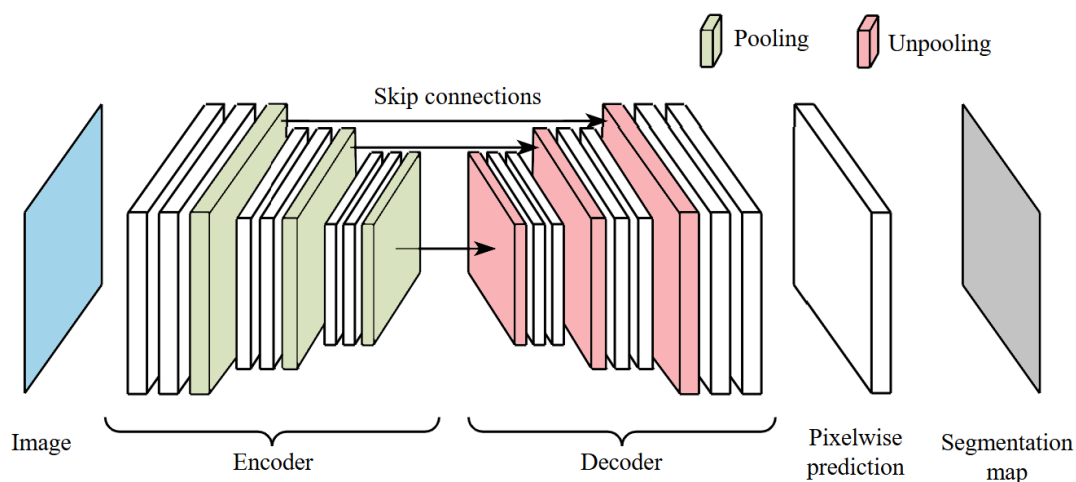 Pooling
Unpooling
Skip connections
Image
Encoder
Decoder
Pixelwise
prediction
Segmentation
map